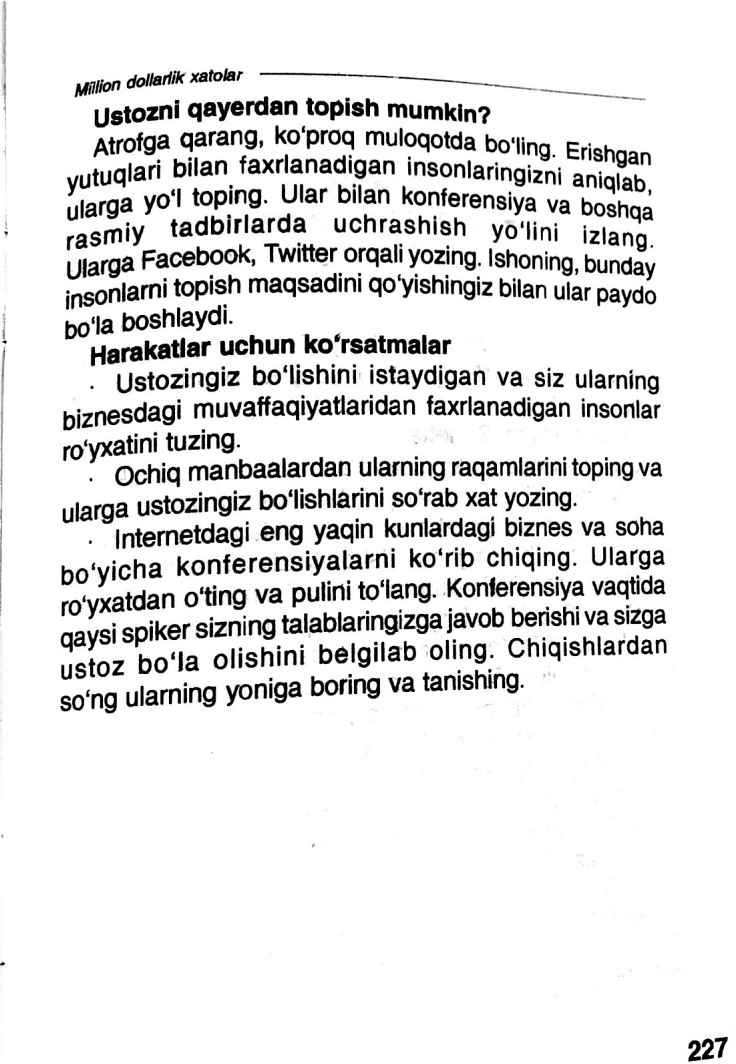 Million dollarlik xatolar
Ustozni qayerdan topish mumkin?
Atrofga qarang, ko‘proq muloqotda bo‘ling. Erishgan
yutuqlari bilan faxrlanadigan insonlaringizni aniqlab,
ularga yo‘l toping. Ular bilan konferensiya va boshqa
rasmiy tadbirlarda uchrashish yo‘lini izlang.
Ularga Facebook, Twitter orqali yozing. Ishoning, bunday
insonlarni topish maqsadini qo‘yishingiz bilan ular paydo
bo‘la boshlaydi.
Harakatlar uchun ko‘rsatmalar
· Ustozingiz bo‘lishini istaydigan va siz ularning
biznesdagi muvaffaqiyatlaridan faxrlanadigan insonlar
ro‘yxatini tuzing.
· Ochiq manbaalardan ularning raqamlarini toping va
ularga ustozingiz bo‘lishlarini so‘rab xat yozing.
· Internetdagi eng yaqin kunlardagi biznes va soha
bo‘yicha konferensiyalarni ko‘rib chiqing. Ularga
ro‘yxatdan o‘ting va pulini to‘lang. Konferensiya vaqtida
qaysi spiker sizning talablaringizga javob berishi va sizga
ustoz bo‘la olishini belgilab oling. Chiqishlardan
so‘ng ularning yoniga boring va tanishing.
227